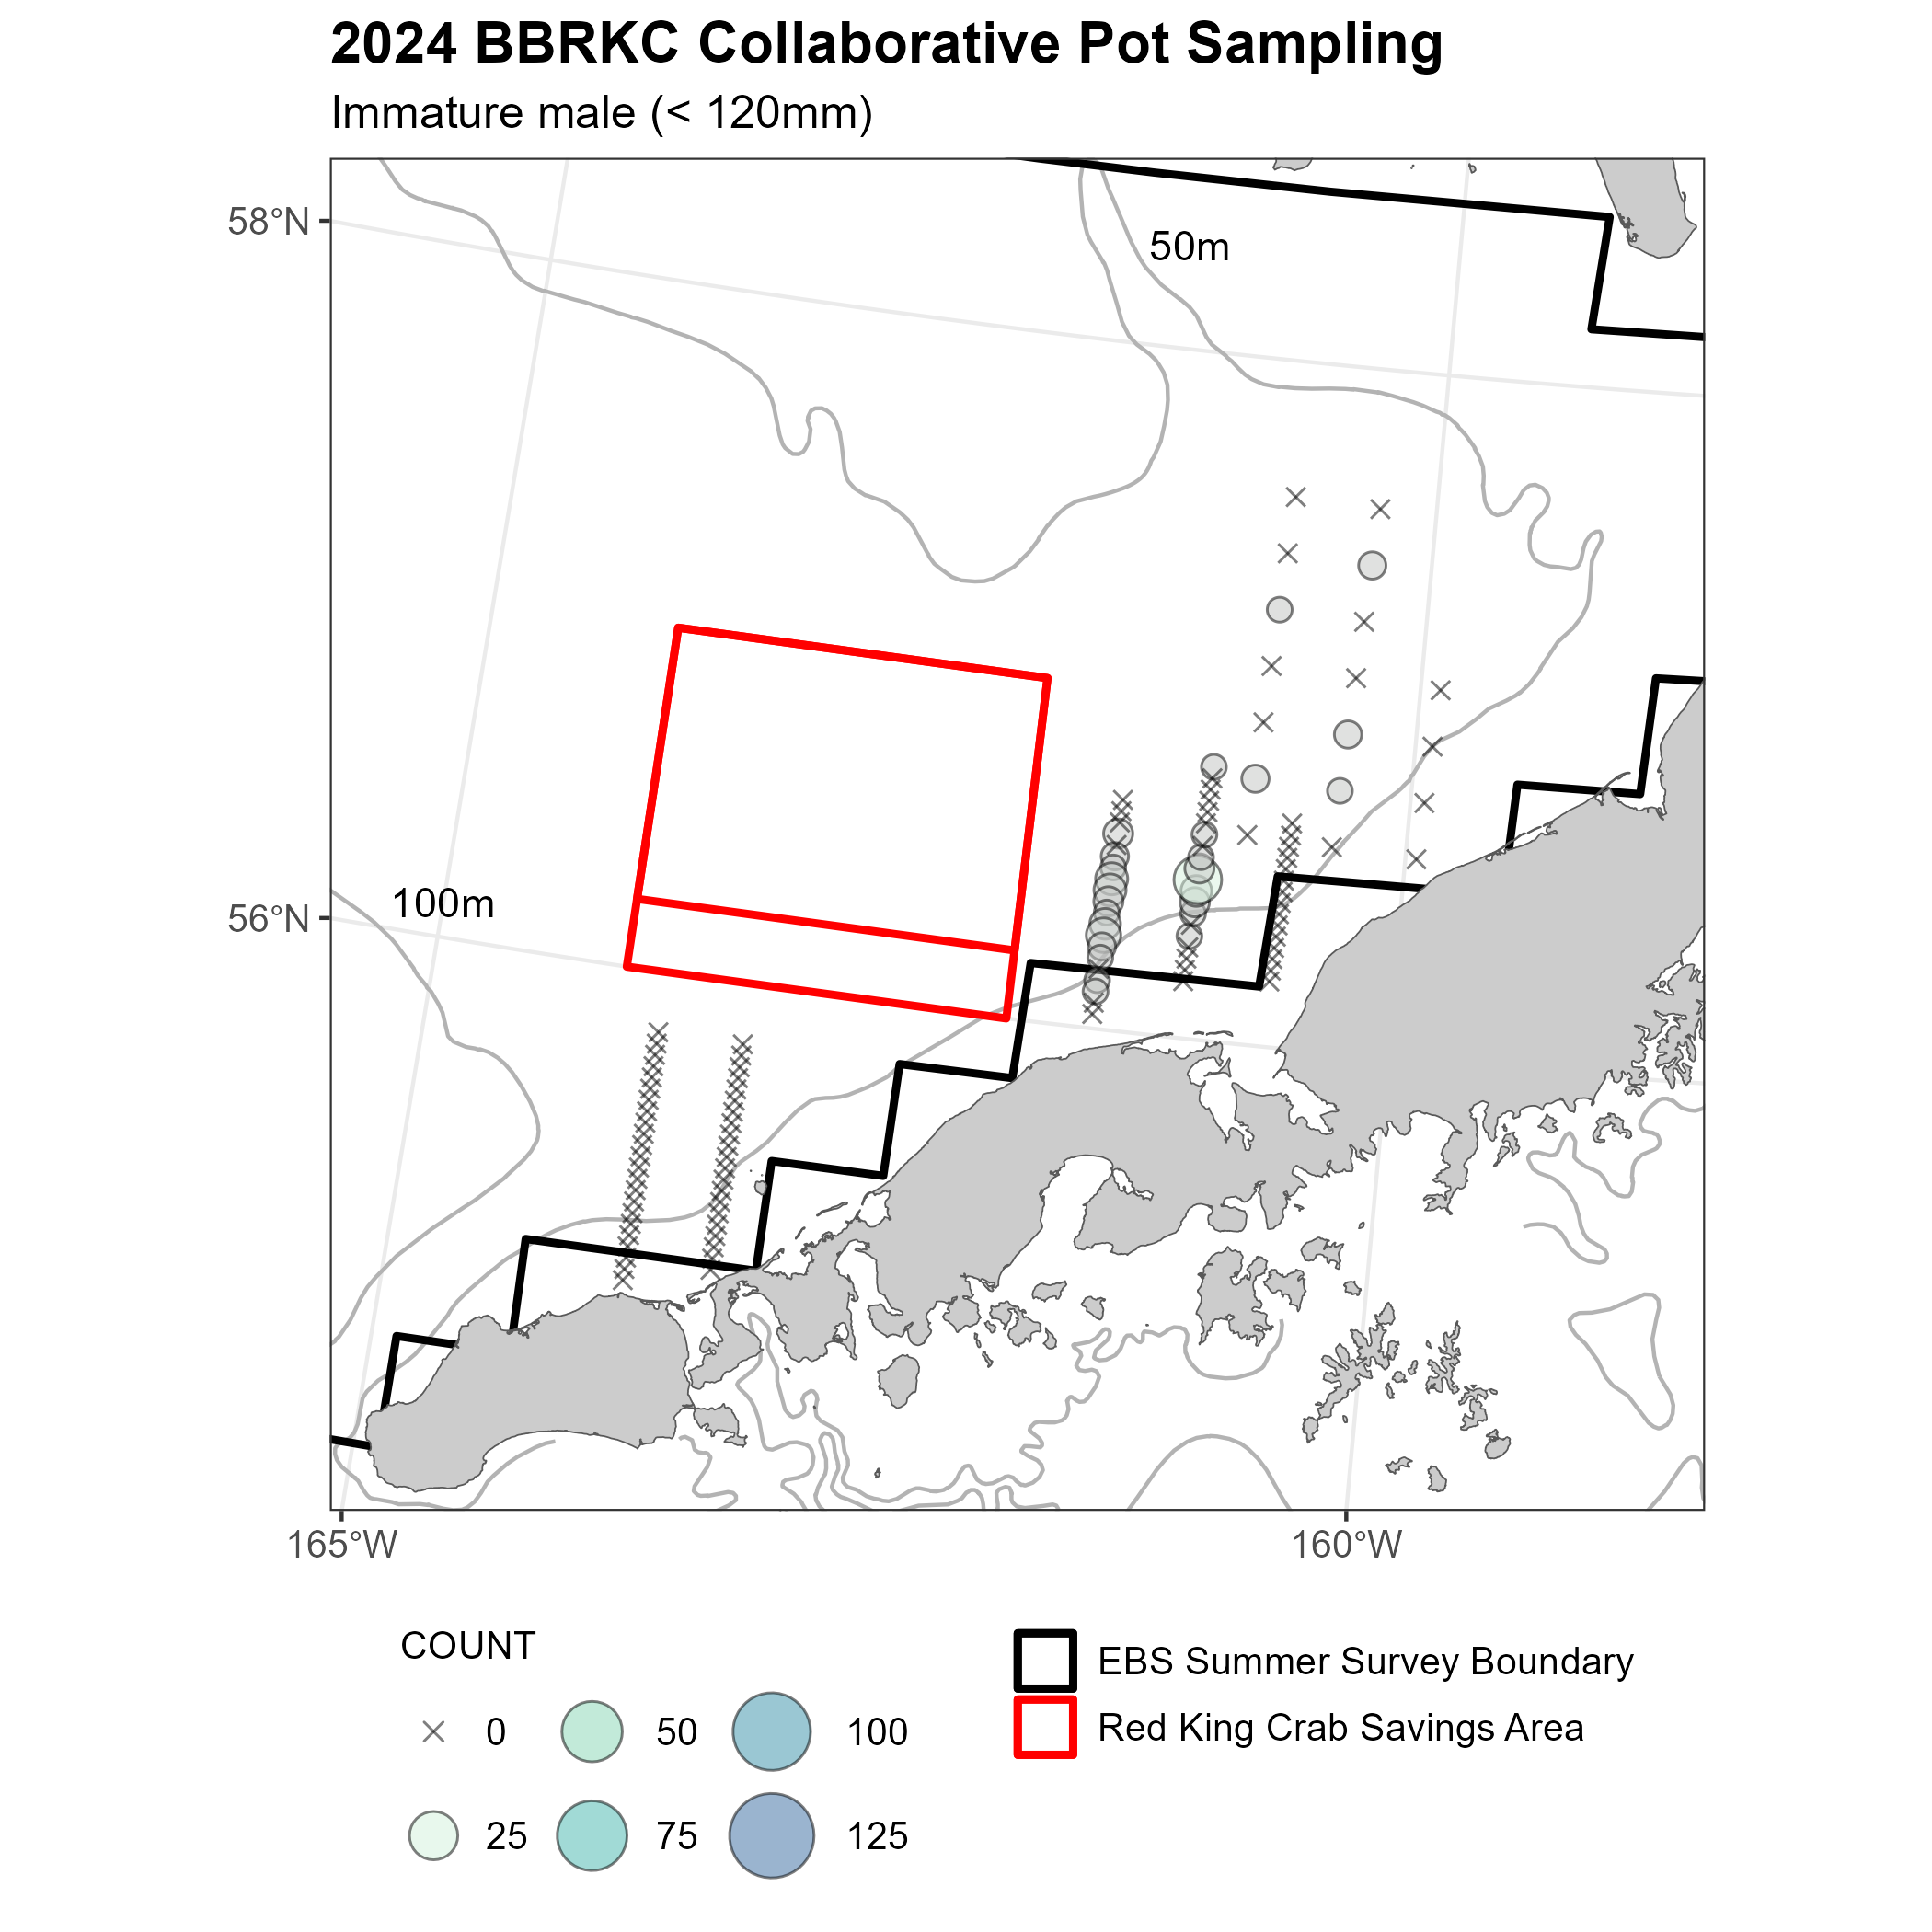 2024 BBRKC Collaborative Pot Sampling
Immature male (< 120mm)
58°N
50m
100m
56°N
165°W
160°W
COUNT
0
50
100
25
75
125
EBS Summer Survey Boundary
Red King Crab Savings Area